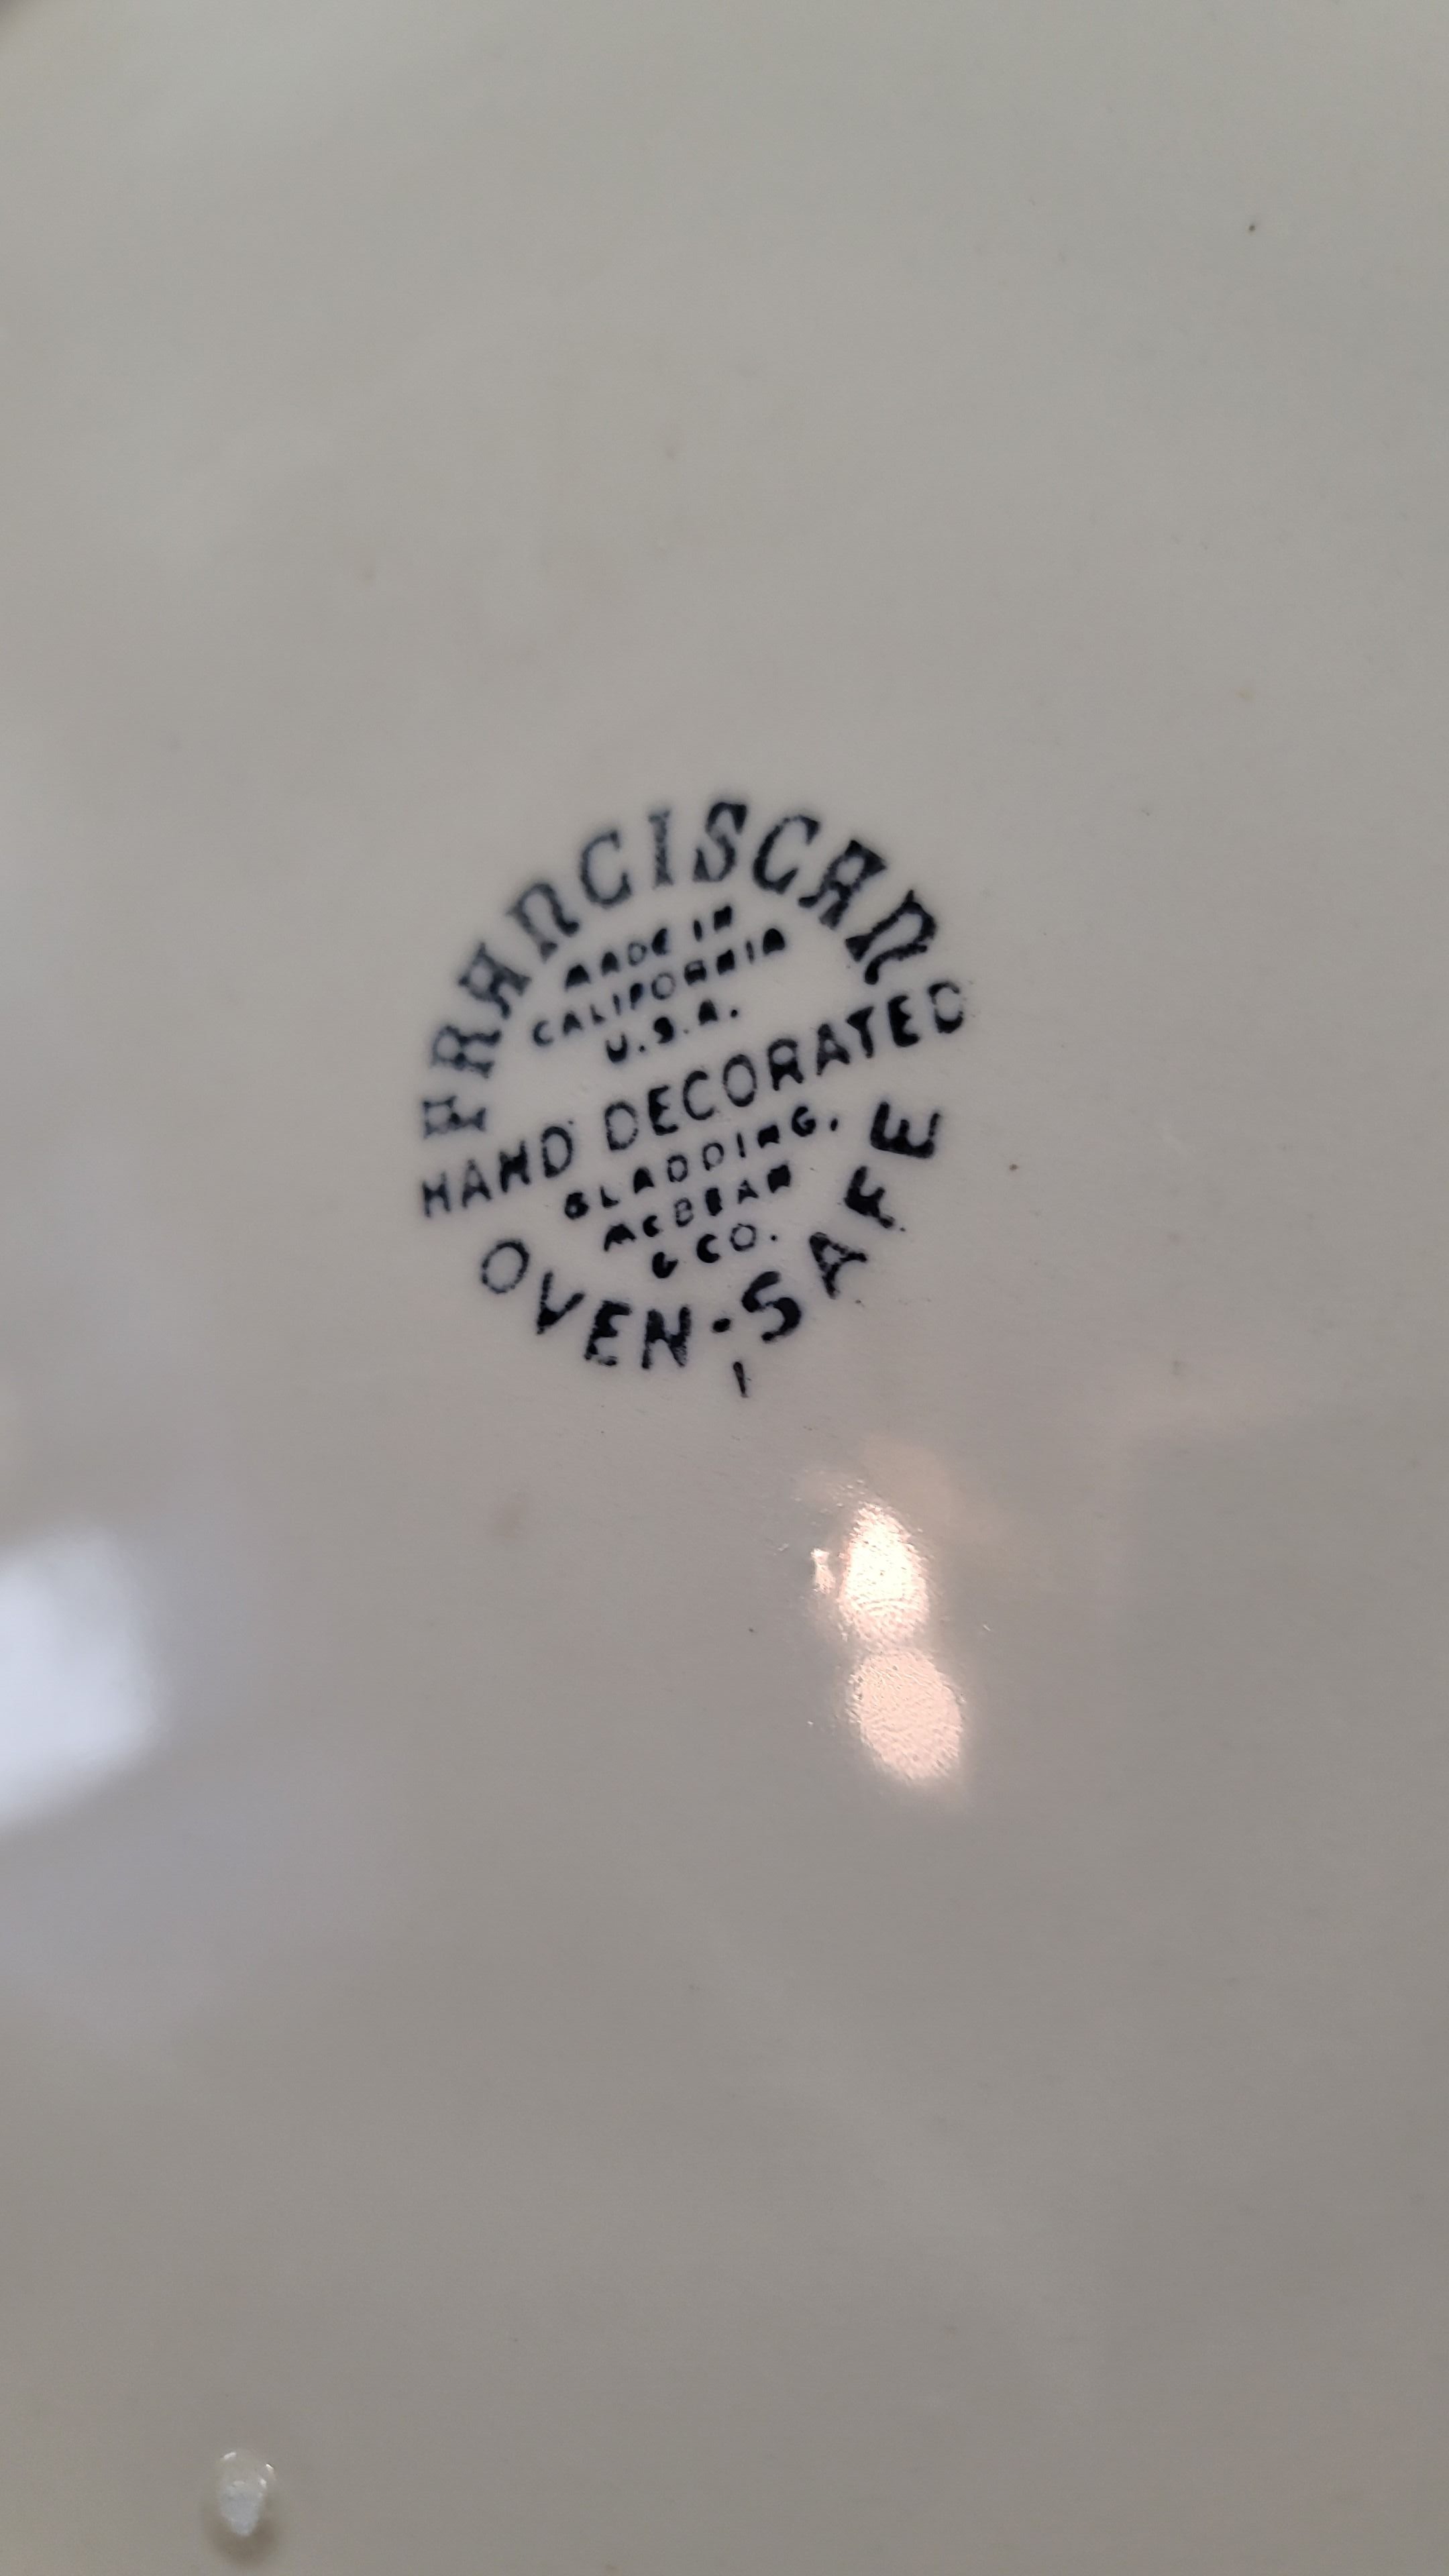 FRANCISCAN
MADE IN
CALIFORNIA
U.S.A.
HAND DECORATED
GLADDING,
McBEAN
& CO.
OVEN-SAFE
1